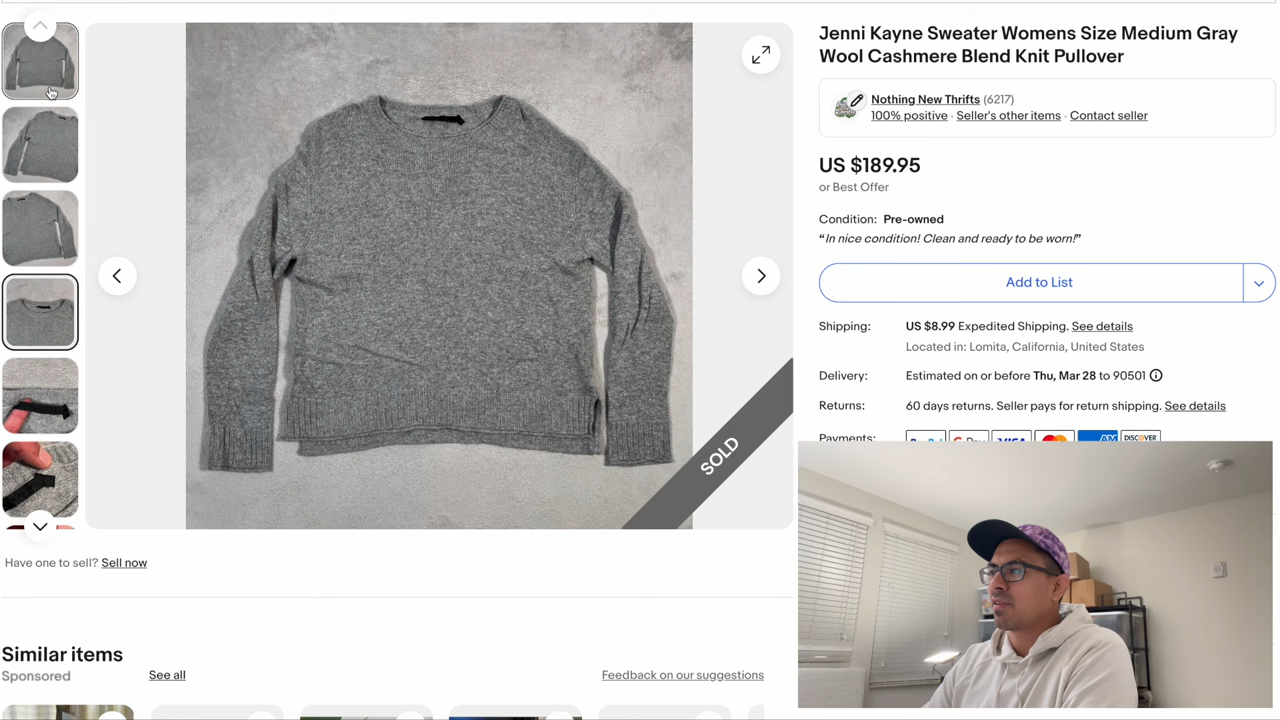 Jenni Kayne Sweater Womens Size Medium Gray
Wool Cashmere Blend Knit Pullover
Nothing New Thrifts (6217)
100% positive · Seller's other items · Contact seller
US $189.95
or Best Offer
Condition: Pre-owned
“In nice condition! Clean and ready to be worn!”
Add to List
Shipping: US $8.99 Expedited Shipping. See details
Located in: Lomita, California, United States
Delivery: Estimated on or before Thu, Mar 28 to 90501
Returns: 60 days returns. Seller pays for return shipping. See details
Payments: PayPal G Pay VISA DISCOVER
SOLD
Have one to sell? Sell now
Similar items
Sponsored
See all
Feedback on our suggestions